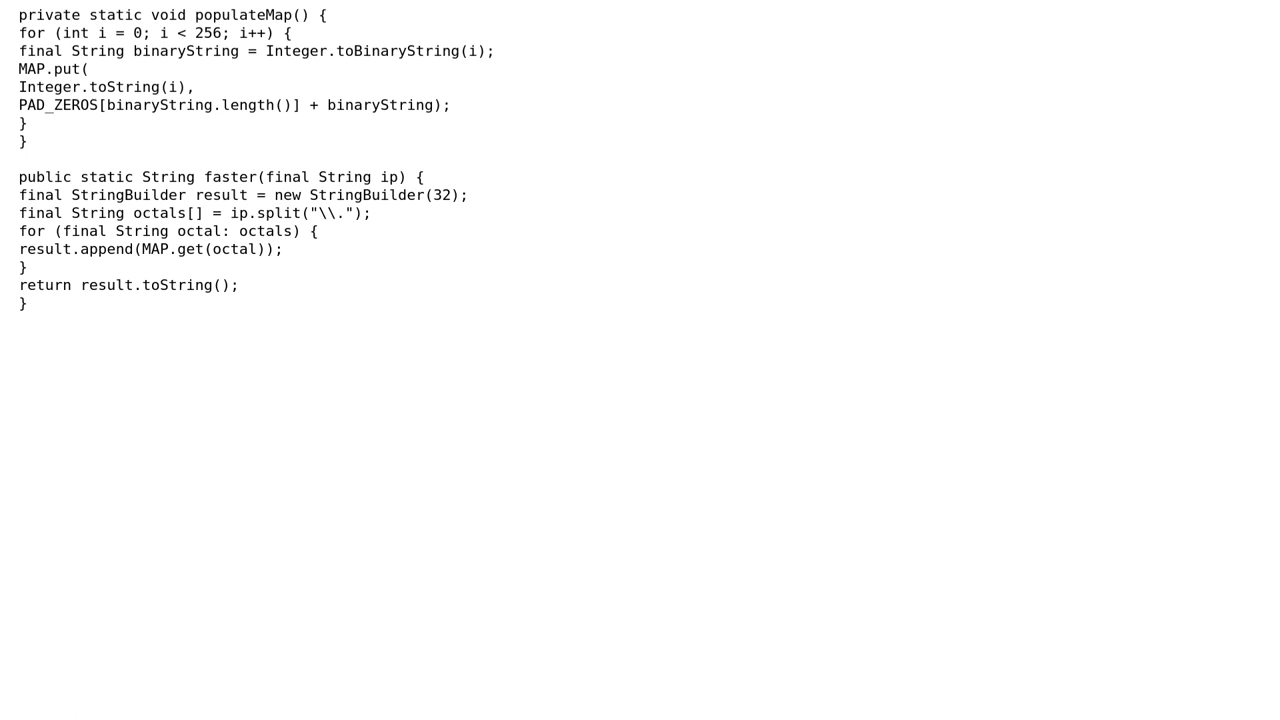 private static void populateMap() {
for (int i = 0; i < 256; i++) {
final String binaryString = Integer.toBinaryString(i);
MAP.put(
Integer.toString(i),
PAD_ZEROS[binaryString.length()] + binaryString);
}
}

public static String faster(final String ip) {
final StringBuilder result = new StringBuilder(32);
final String octals[] = ip.split("\\.");
for (final String octal: octals) {
result.append(MAP.get(octal));
}
return result.toString();
}